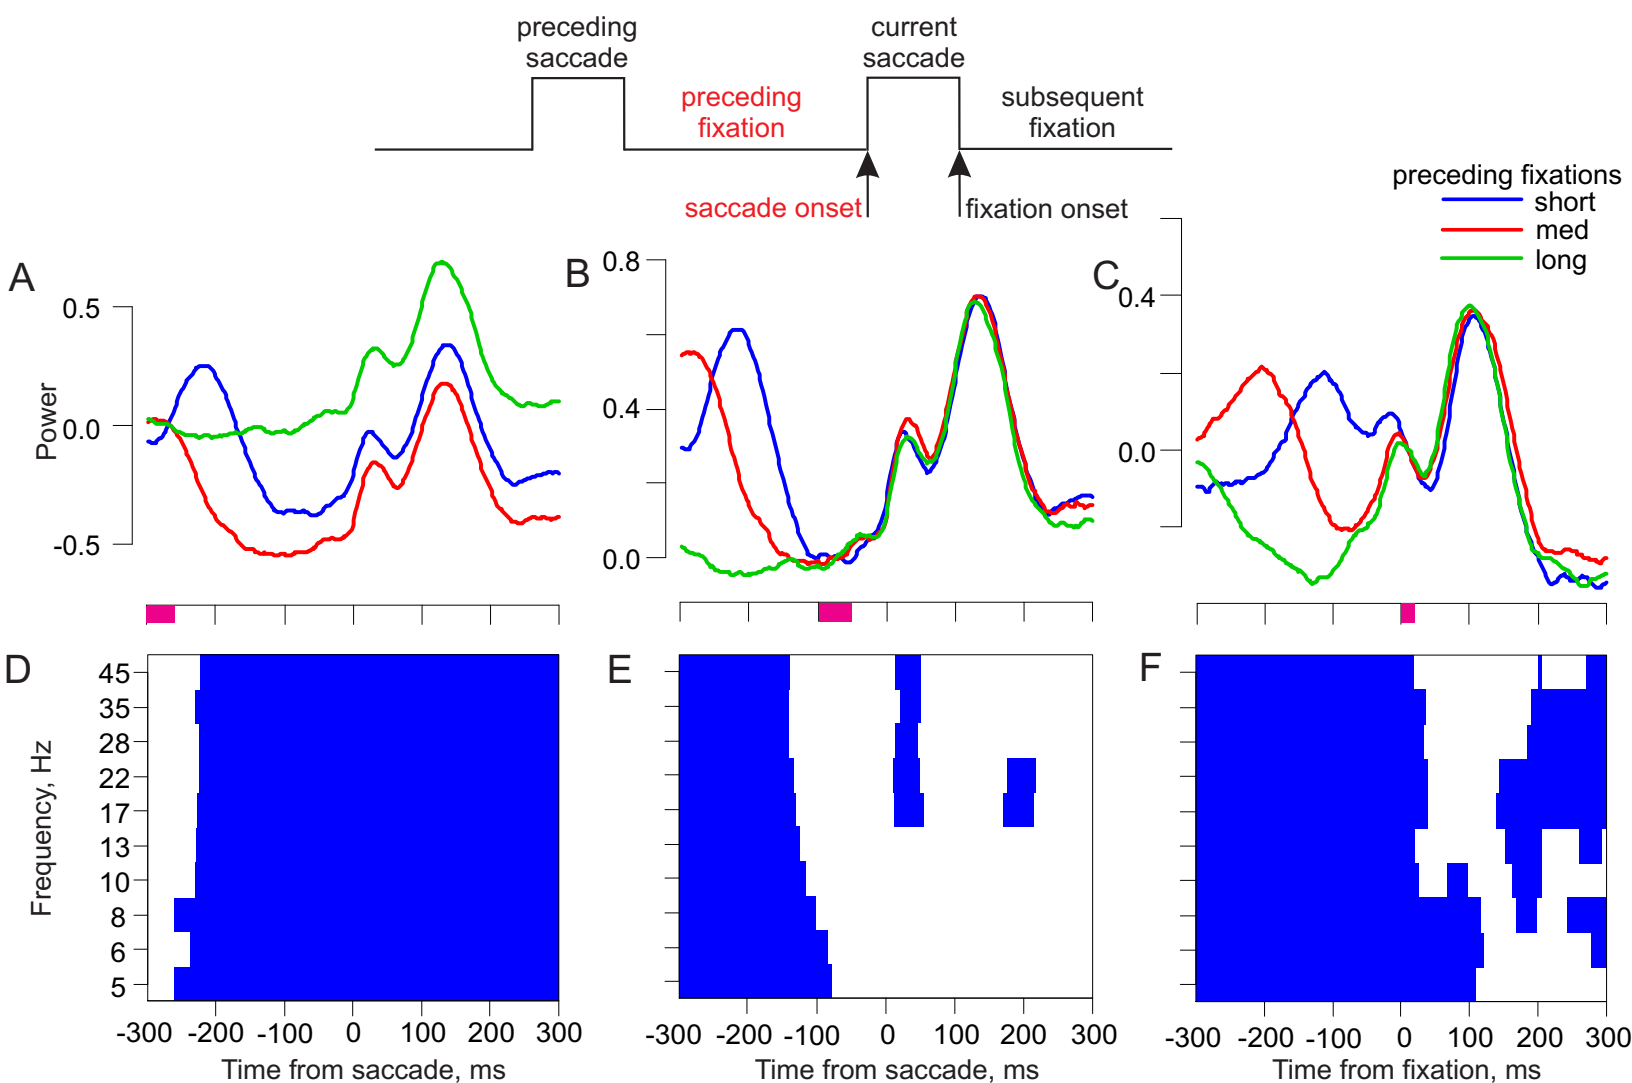 preceding
saccade
current
saccade
preceding
fixation
subsequent
fixation
saccade onset
fixation onset
preceding fixations
short
med
long
A
B
C
Power
0.5
0.0
-0.5
0.8
0.4
0.0
0.4
0.0
D
E
F
Frequency, Hz
45
35
28
22
17
13
10
8
6
5
-300 -200 -100 0 100 200 300
-300 -200 -100 0 100 200 300
-300 -200 -100 0 100 200 300
Time from saccade, ms
Time from saccade, ms
Time from fixation, ms